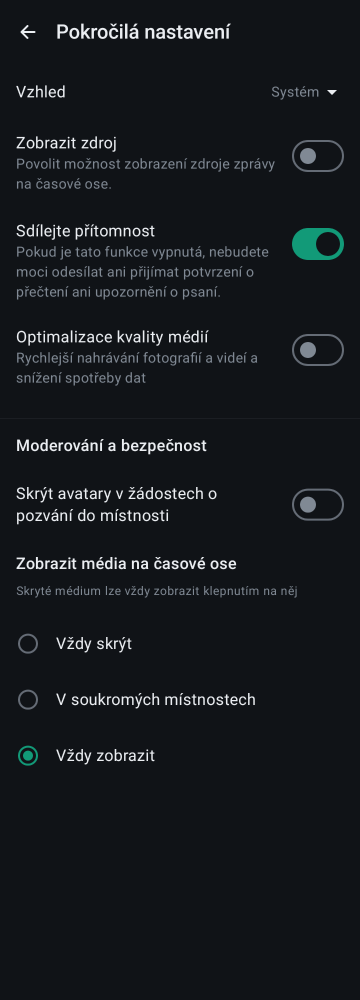 Pokročilá nastavení
Vzhled
Systém
Zobrazit zdroj
Povolit možnost zobrazení zdroje zprávy
na časové ose.
Sdílejte přítomnost
Pokud je tato funkce vypnutá, nebudete
moci odesílat ani přijímat potvrzení o
přečtení ani upozornění o psaní.
Optimalizace kvality médií
Rychlejší nahrávání fotografií a videí a
snížení spotřeby dat
Moderování a bezpečnost
Skrýt avatary v žádostech o
pozvání do místnosti
Zobrazit média na časové ose
Skryté médium lze vždy zobrazit klepnutím na něj
Vždy skrýt
V soukromých místnostech
Vždy zobrazit